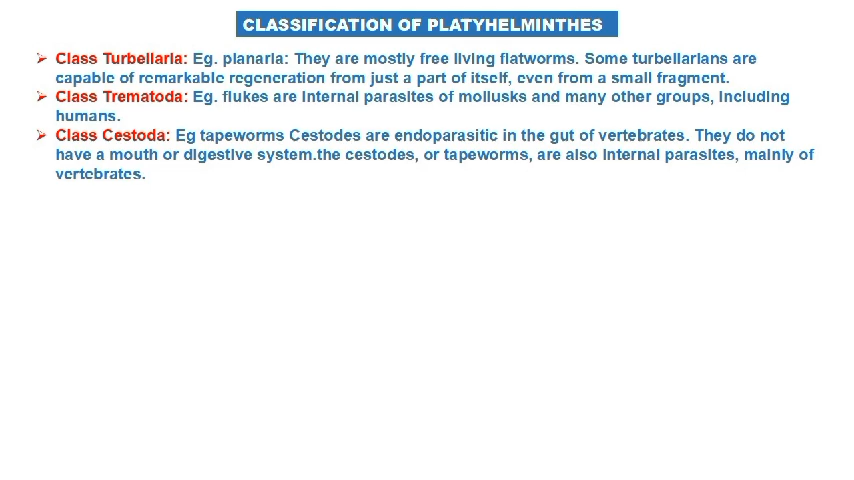 CLASSIFICATION OF PLATYHELMINTHES
➢ Class Turbellaria: Eg. planaria: They are mostly free living flatworms. Some turbellarians are
capable of remarkable regeneration from just a part of itself, even from a small fragment.
➢ Class Trematoda: Eg. flukes are internal parasites of mollusks and many other groups, including
humans.
➢ Class Cestoda: Eg tapeworms Cestodes are endoparasitic in the gut of vertebrates. They do not
have a mouth or digestive system.the cestodes, or tapeworms, are also internal parasites, mainly of
vertebrates.